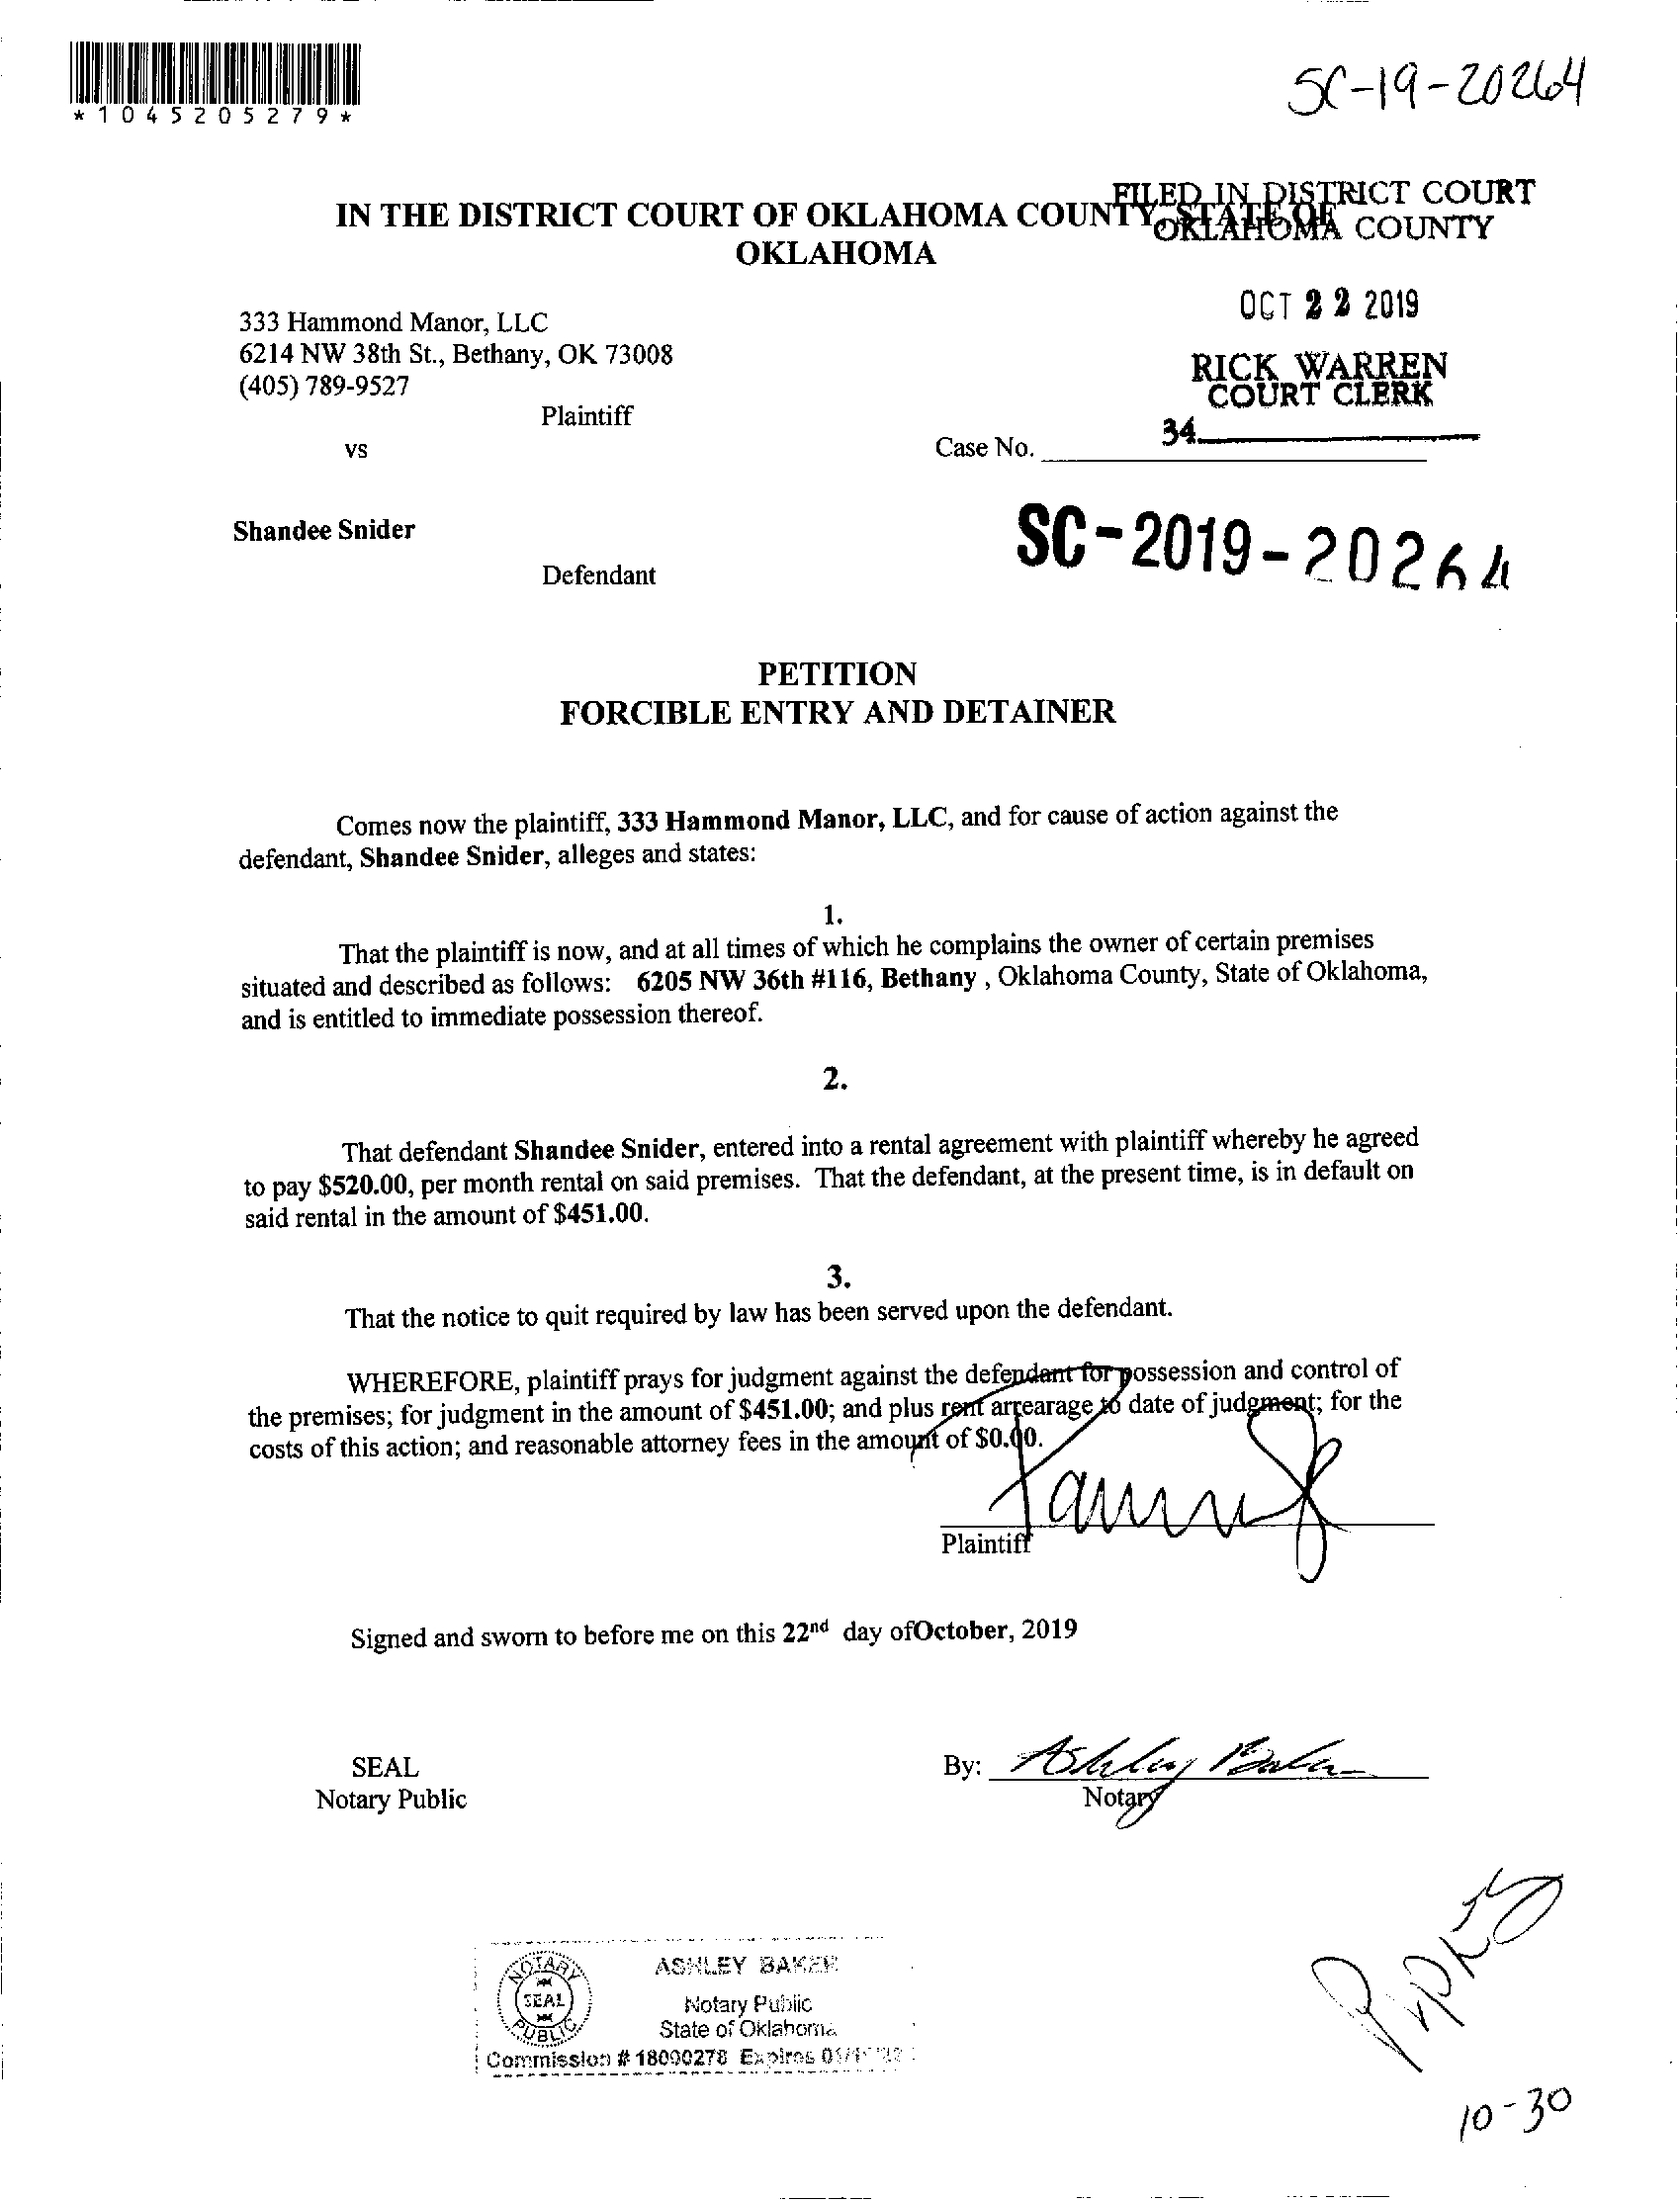 *1045205279*
SC-19-20264
FILED IN DISTRICT COURT
OKLAHOMA COUNTY
IN THE DISTRICT COURT OF OKLAHOMA COUNTY, STATE OF
OKLAHOMA
OCT 22 2019
333 Hammond Manor, LLC
6214 NW 38th St., Bethany, OK 73008
(405) 789-9527
RICK WARREN
COURT CLERK
Plaintiff
34
vs
Case No.
SC-2019-20264
Shandee Snider
Defendant
PETITION
FORCIBLE ENTRY AND DETAINER
Comes now the plaintiff, 333 Hammond Manor, LLC, and for cause of action against the
defendant, Shandee Snider, alleges and states:
1.
That the plaintiff is now, and at all times of which he complains the owner of certain premises
situated and described as follows: 6205 NW 36th #116, Bethany , Oklahoma County, State of Oklahoma,
and is entitled to immediate possession thereof.
2.
That defendant Shandee Snider, entered into a rental agreement with plaintiff whereby he agreed
to pay $520.00, per month rental on said premises. That the defendant, at the present time, is in default on
said rental in the amount of $451.00.
3.
That the notice to quit required by law has been served upon the defendant.
WHEREFORE, plaintiff prays for judgment against the defendant for possession and control of
the premises; for judgment in the amount of $451.00; and plus rent arrearage to date of judgment; for the
costs of this action; and reasonable attorney fees in the amount of $0.00.
Plaintiff
Signed and sworn to before me on this 22nd day ofOctober, 2019
SEAL
Notary Public
By: Ashley Baker
Notary
NOTARY
SEAL
PUBLIC
ASHLEY BAKER
Notary Public
State of Oklahoma
Commission # 18090278 Expires
10-30